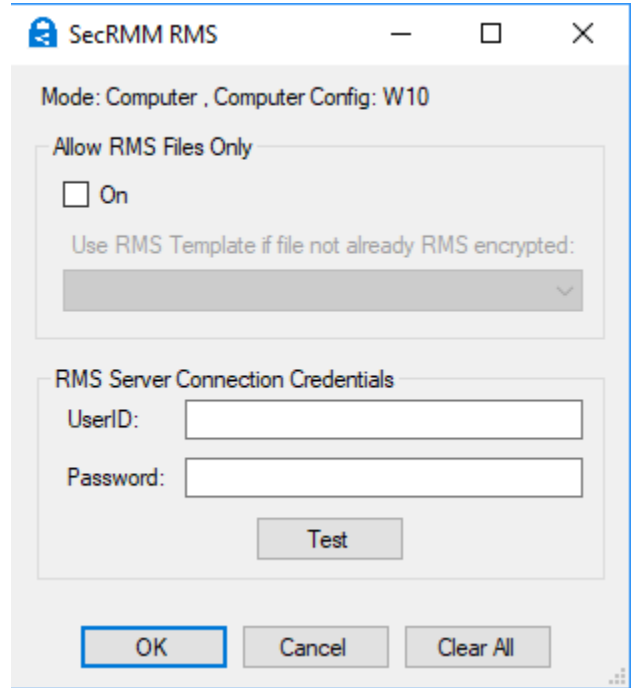 SecRMM RMS
Mode: Computer , Computer Config: W10
Allow RMS Files Only
On
Use RMS Template if file not already RMS encrypted:
RMS Server Connection Credentials
UserID:
Password:
Test
OK Cancel Clear All